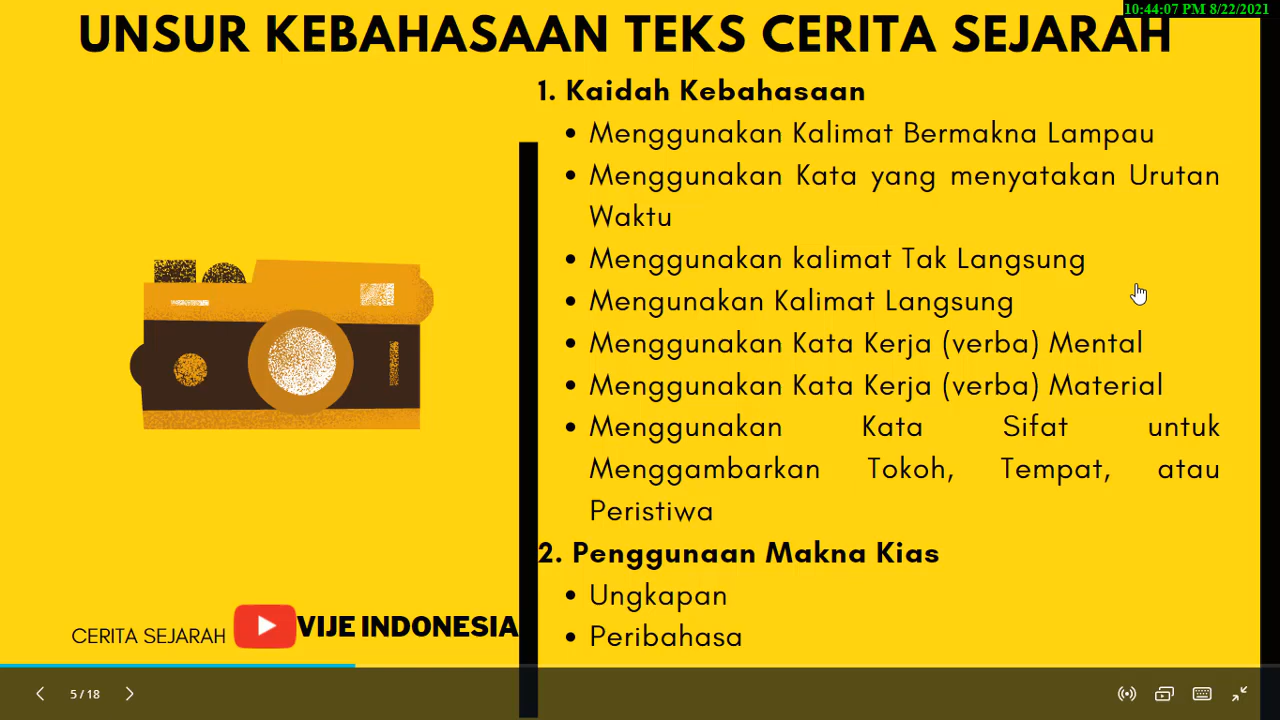 10:44:07 PM 8/22/2021
UNSUR KEBAHASAAN TEKS CERITA SEJARAH
1. Kaidah Kebahasaan
• Menggunakan Kalimat Bermakna Lampau
• Menggunakan Kata yang menyatakan Urutan
Waktu
• Menggunakan kalimat Tak Langsung
• Mengunakan Kalimat Langsung
• Menggunakan Kata Kerja (verba) Mental
• Menggunakan Kata Kerja (verba) Material
• Menggunakan Kata Sifat untuk
Menggambarkan Tokoh, Tempat, atau
Peristiwa
2. Penggunaan Makna Kias
• Ungkapan
• Peribahasa
CERITA SEJARAH VIJE INDONESIA
5 / 18